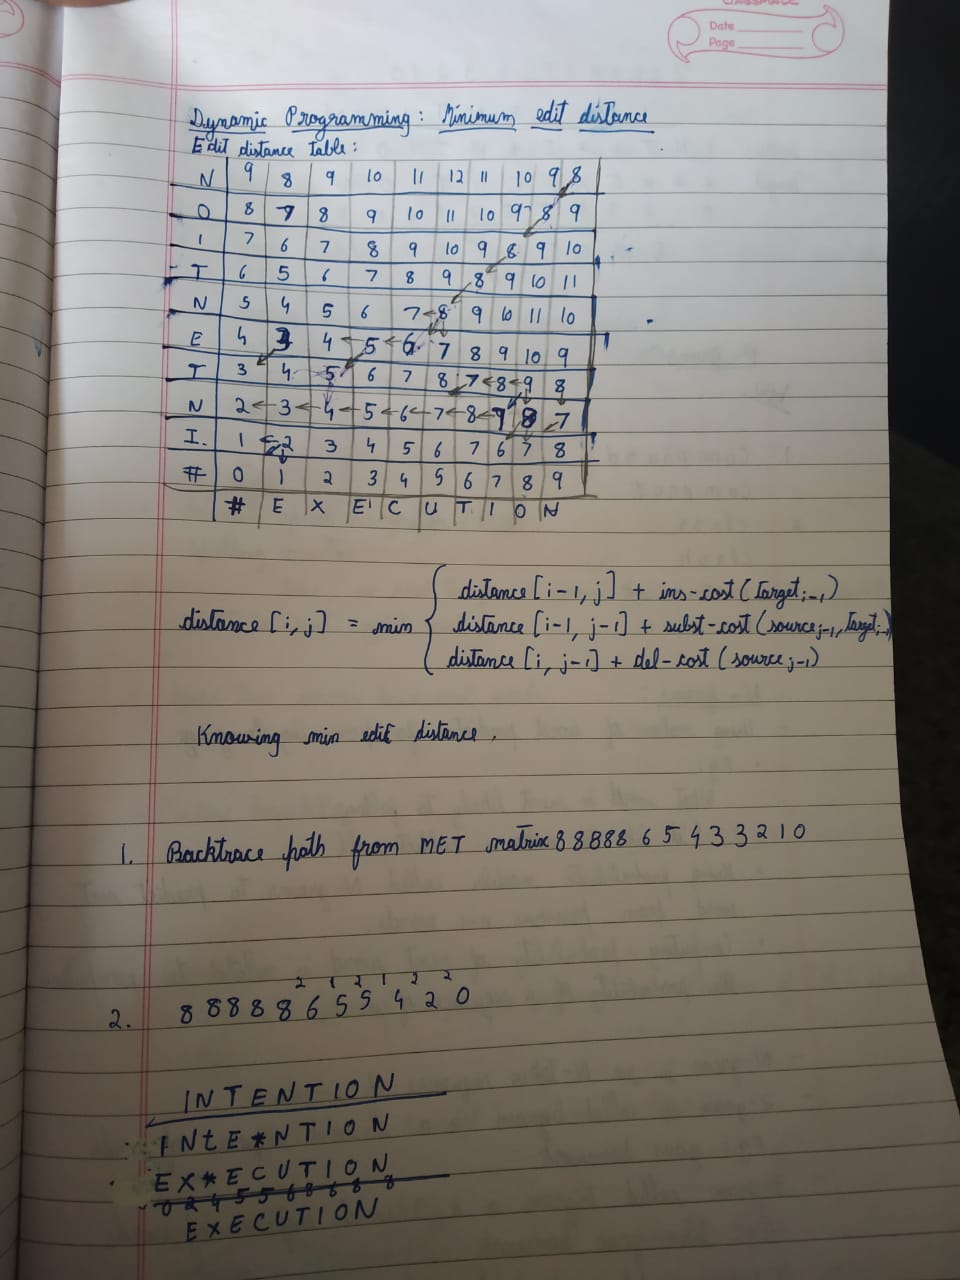 CLASSMATE
Date
Page
Dynamic Programming : Minimum edit distance
Edit distance table :
N 9 8 9 10 11 12 11 10 9 8
O 8 7 8 9 10 11 10 9 8 9
I 7 6 7 8 9 10 9 8 9 10
T 6 5 6 7 8 9 8 9 10 11
N 5 4 5 6 7 8 9 10 11 10
E 4 3 4 5 6 7 8 9 10 9
T 3 4 5 6 7 8 7 8 9 8
N 2 3 4 5 6 7 8 9 8 7
I. 1 2 3 4 5 6 7 6 7 8
# 0 1 2 3 4 5 6 7 8 9
# E X E C U T I O N
distance [i, j] = min
distance [i-1, j] + ins-cost (Target i-1)
distance [i-1, j-1] + subst-cost (source j-1, Target i-1)
distance [i, j-1] + del-cost (source j-1)
Knowing min edit distance.
1. Backtrace path from MET matrix 8 8 8 8 8 6 5 4 3 3 2 1 0
2 1 2 1 2 2
2. 8 8 8 8 8 6 5 5 4 2 0
INTENTION
INtE*NTION
EX*ECUTION
0 2 4 5 5 6 8 8 8 8
EXECUTION